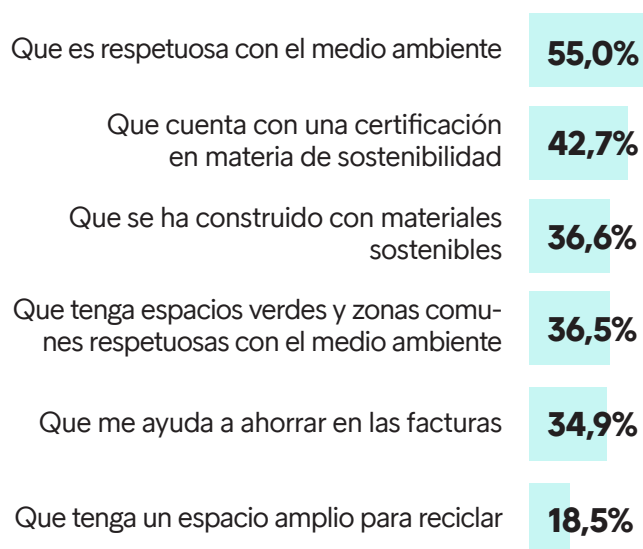 Que es respetuosa con el medio ambiente 55,0%
Que cuenta con una certificación
en materia de sostenibilidad 42,7%
Que se ha construido con materiales
sostenibles 36,6%
Que tenga espacios verdes y zonas comu-
nes respetuosas con el medio ambiente 36,5%
Que me ayuda a ahorrar en las facturas 34,9%
Que tenga un espacio amplio para reciclar 18,5%